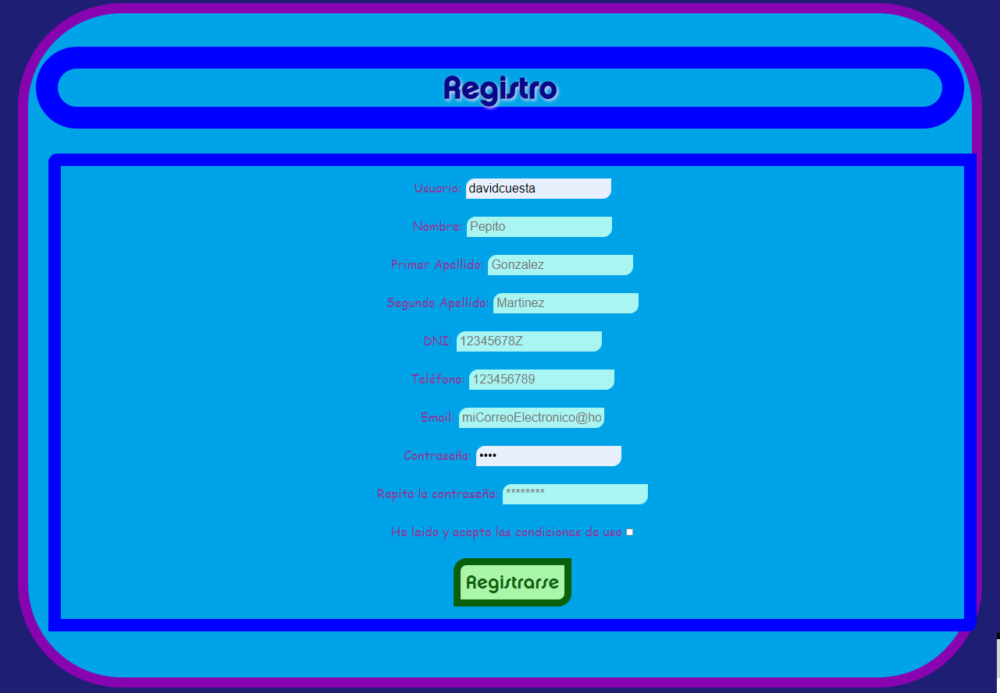 Registro
Usuario: davidcuesta
Nombre: Pepito
Primer Apellido: Gonzalez
Segundo Apellido: Martinez
DNI: 12345678Z
Teléfono: 123456789
Email: miCorreoElectronico@ho
Contraseña: ••••
Repita la contraseña: ********
He leido y acepto las condiciones de uso
Registrarse